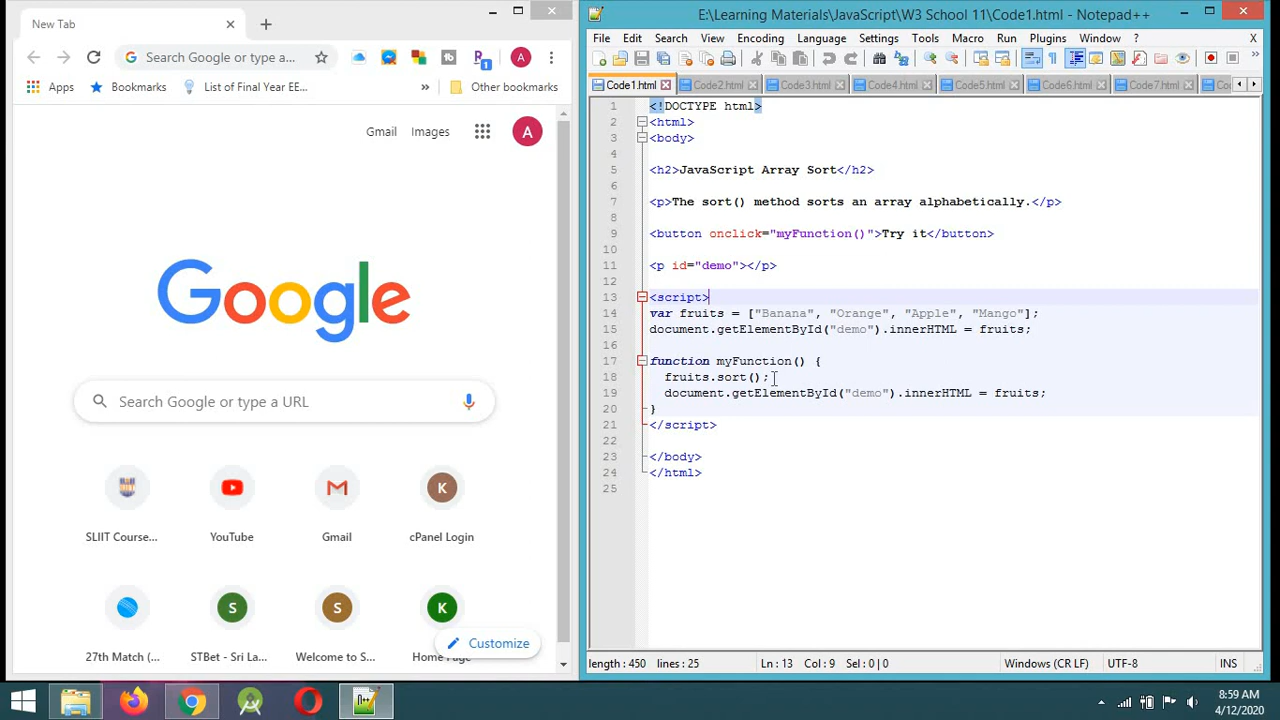 New Tab
Search Google or type a URL
Apps
Bookmarks
List of Final Year EE...
»
Other bookmarks
Gmail
Images
A
Google
Search Google or type a URL
SLIIT Course...
YouTube
Gmail
K
cPanel Login
27th Match (...
S
STBet - Sri La...
S
Welcome to S...
K
Home Page
Customize
E:\Learning Materials\JavaScript\W3 School 11\Code1.html - Notepad++
File Edit Search View Encoding Language Settings Tools Macro Run Plugins Window ? X
Code1.html Code2.html Code3.html Code4.html Code5.html Code6.html Code7.html
1 <!DOCTYPE html>
2 <html>
3 <body>
4
5 <h2>JavaScript Array Sort</h2>
6
7 <p>The sort() method sorts an array alphabetically.</p>
8
9 <button onclick="myFunction()">Try it</button>
10
11 <p id="demo"></p>
12
13 <script>
14 var fruits = ["Banana", "Orange", "Apple", "Mango"];
15 document.getElementById("demo").innerHTML = fruits;
16
17 function myFunction() {
18 fruits.sort();
19 document.getElementById("demo").innerHTML = fruits;
20 }
21 </script>
22
23 </body>
24 </html>
25
length : 450 lines : 25 Ln : 13 Col : 9 Sel : 0 | 0 Windows (CR LF) UTF-8 INS
8:59 AM
4/12/2020